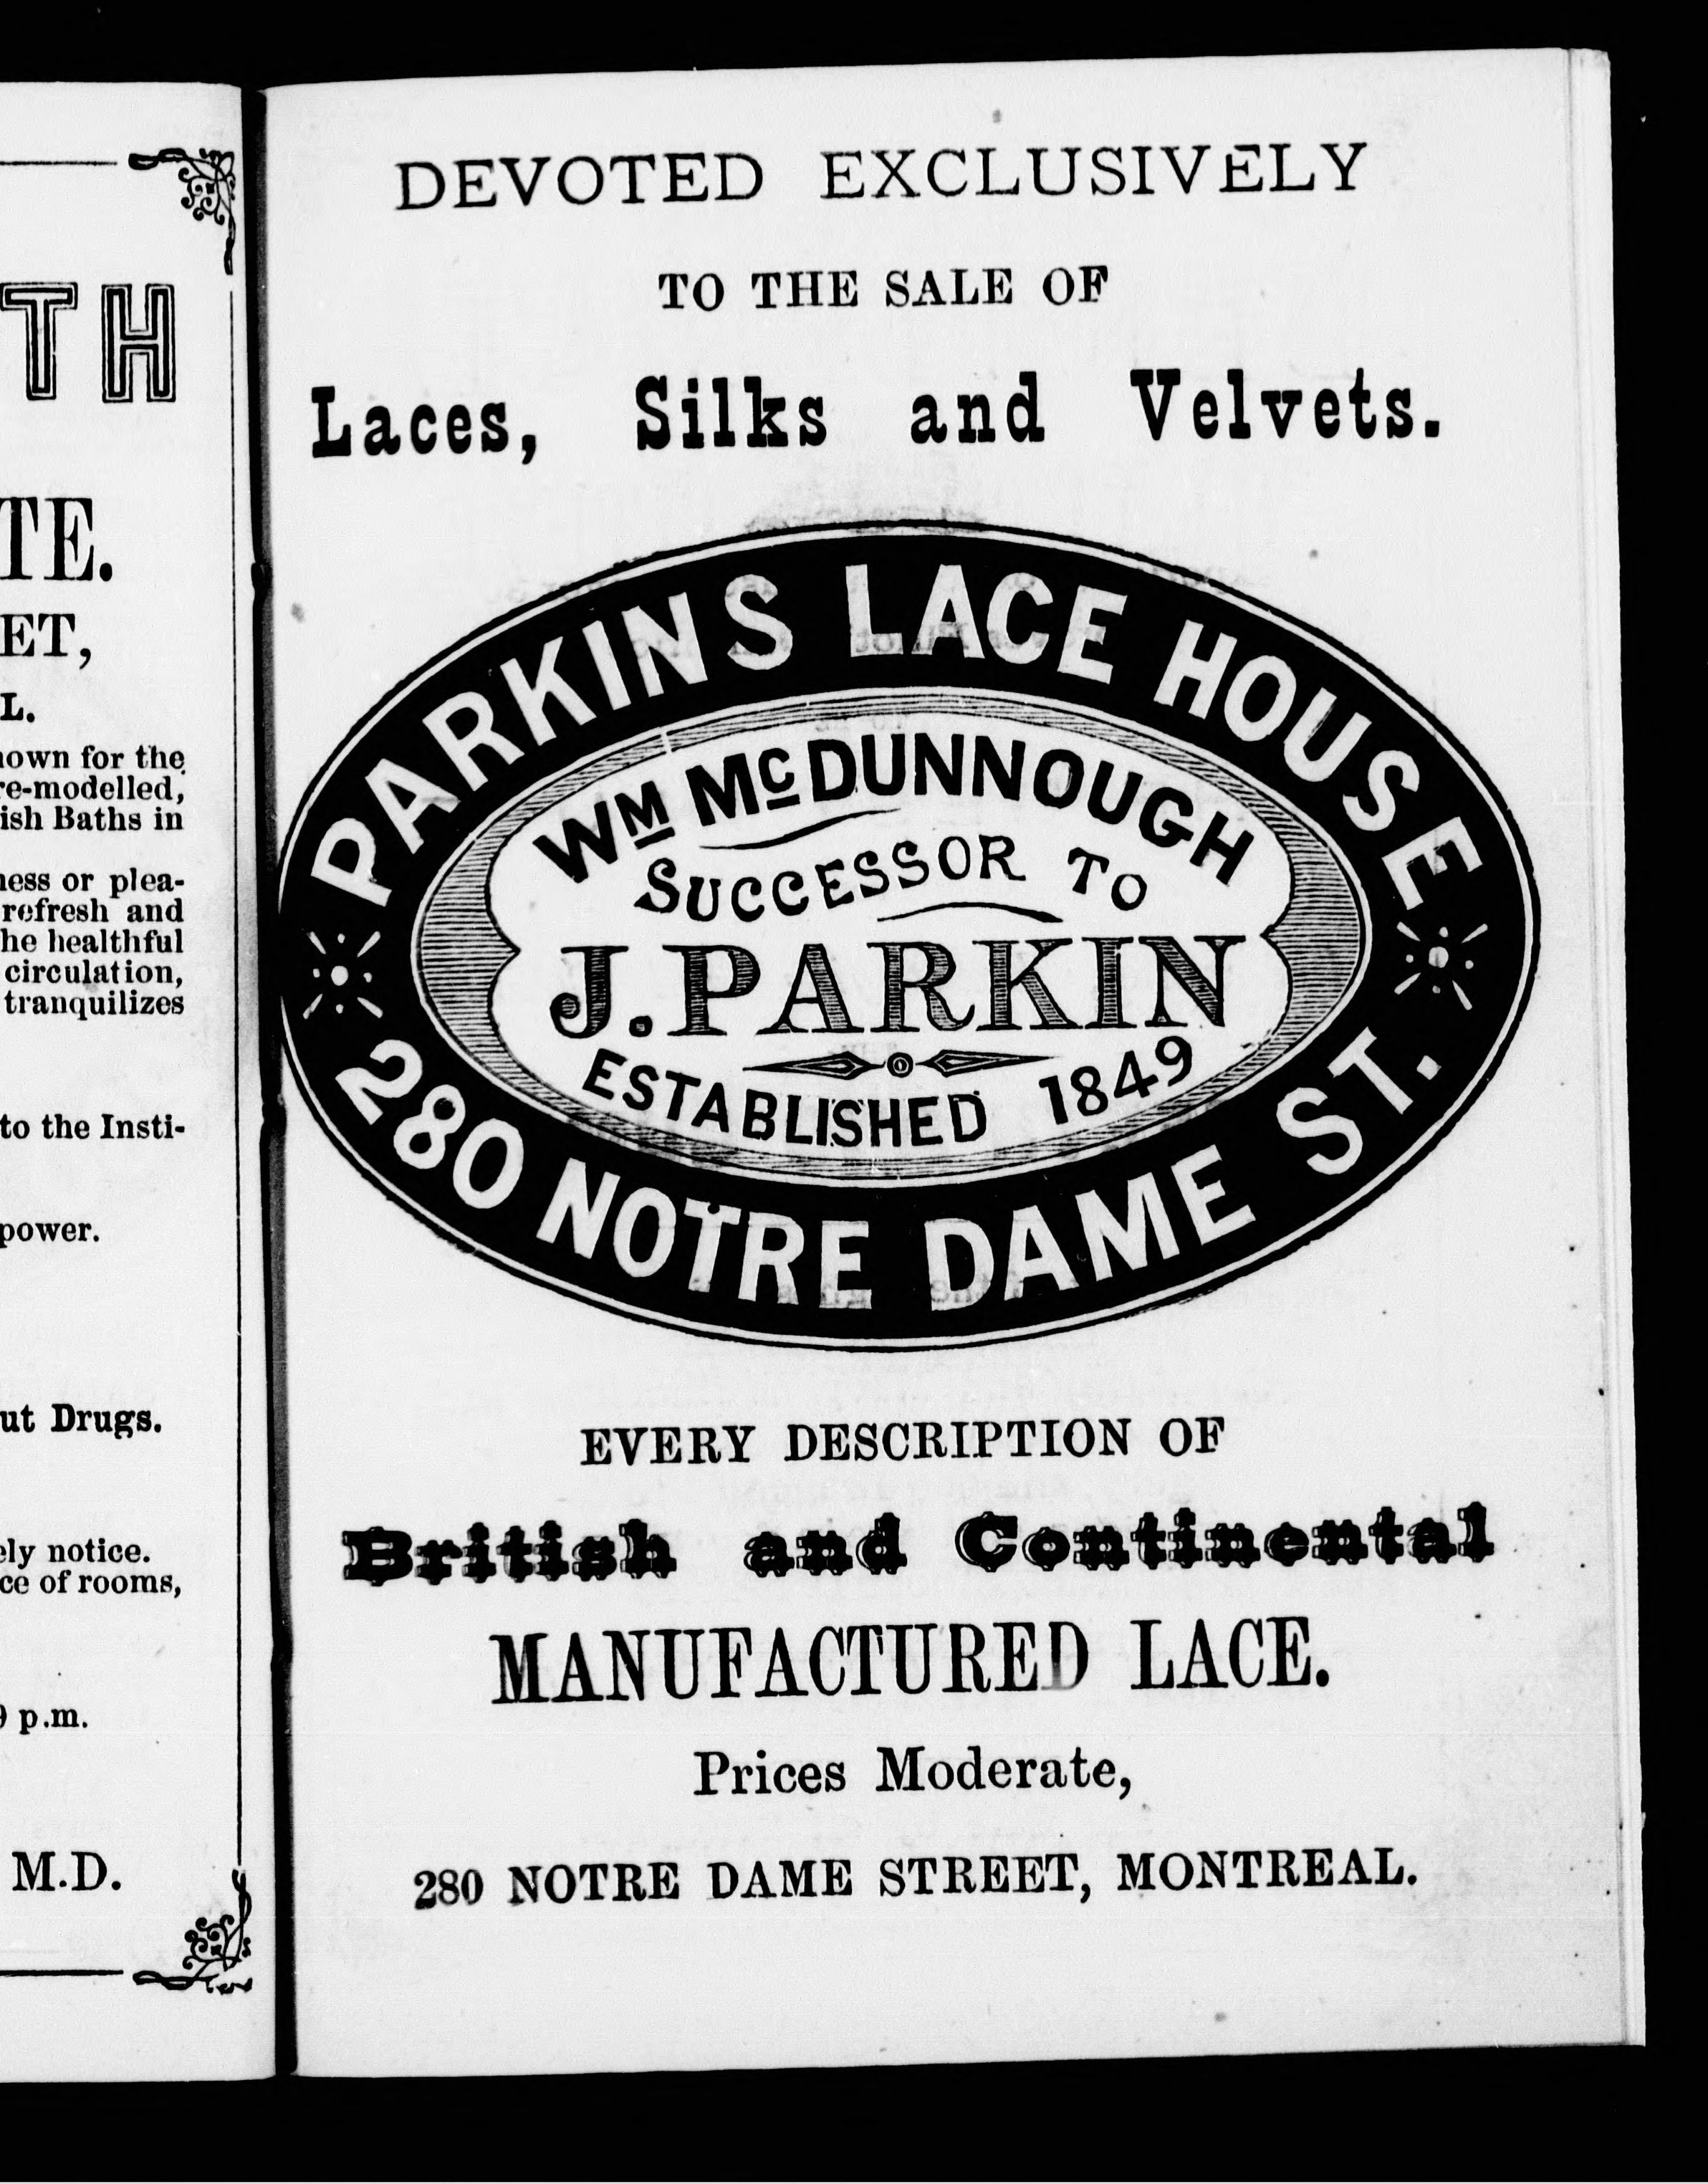 TH
TE.
ET,
L.
nown for the
re-modelled,
ish Baths in
ness or plea-
refresh and
he healthful
circulation,
tranquilizes
to the Insti-
power.
ut Drugs.
ely notice.
ce of rooms,
9 p.m.
M.D.
DEVOTED EXCLUSIVELY
TO THE SALE OF
Laces, Silks and Velvets.
PARKINS LACE HOUSE
WM MCDUNNOUGH
SUCCESSOR TO
J. PARKIN
ESTABLISHED 1849
280 NOTRE DAME ST.
EVERY DESCRIPTION OF
British and Continental
MANUFACTURED LACE.
Prices Moderate,
280 NOTRE DAME STREET, MONTREAL.